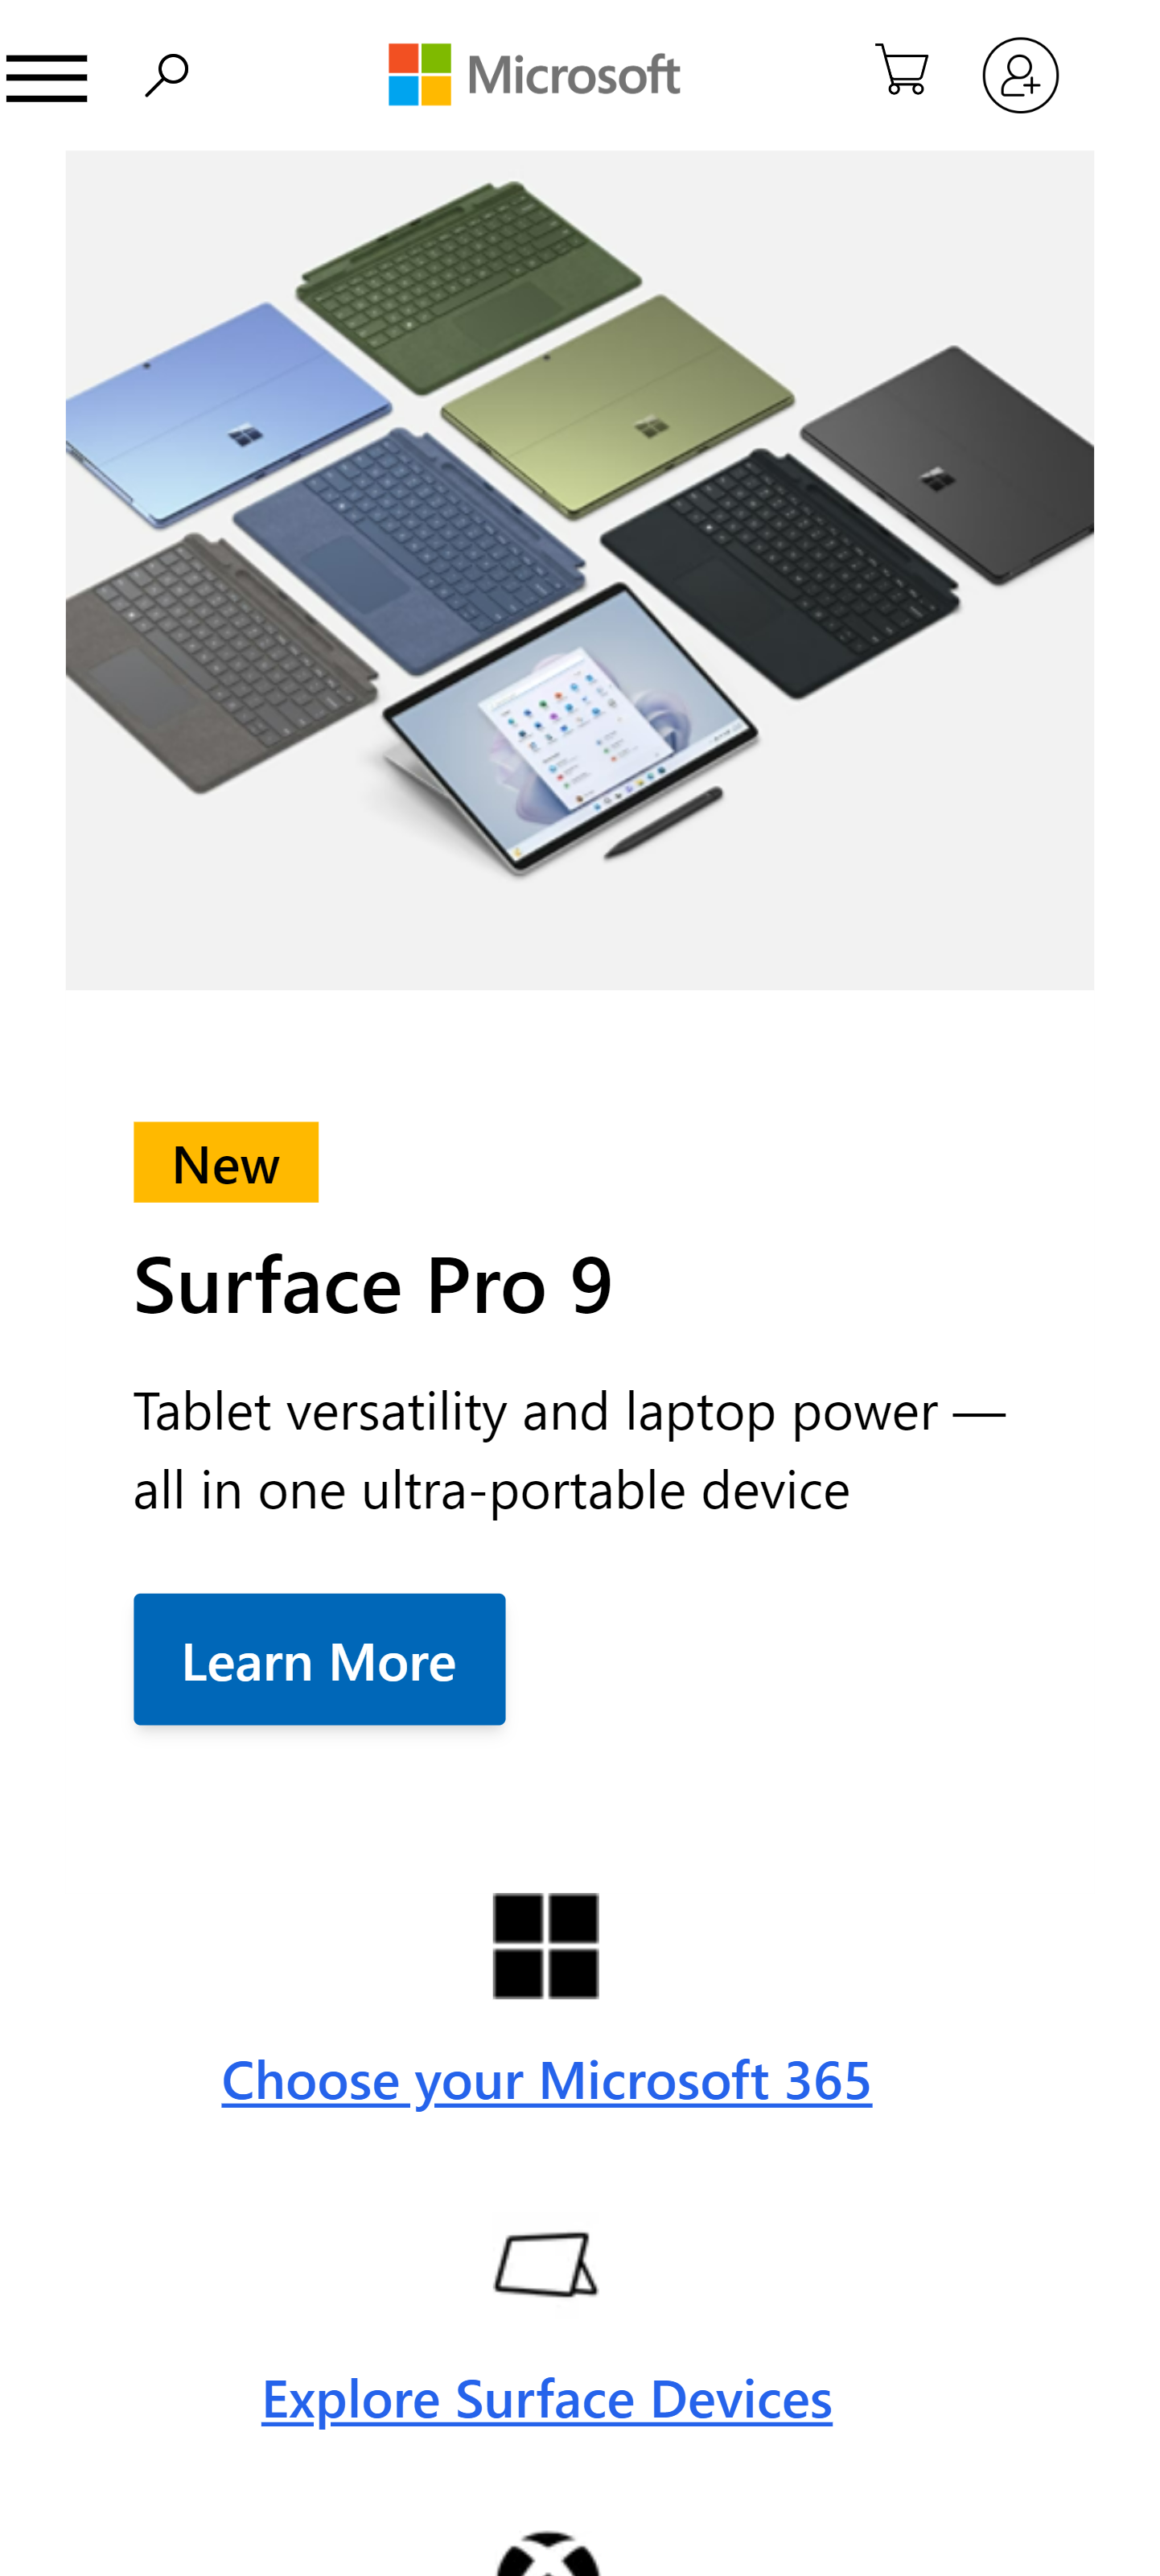 Microsoft
New
Surface Pro 9
Tablet versatility and laptop power —
all in one ultra-portable device
Learn More
Choose your Microsoft 365
Explore Surface Devices